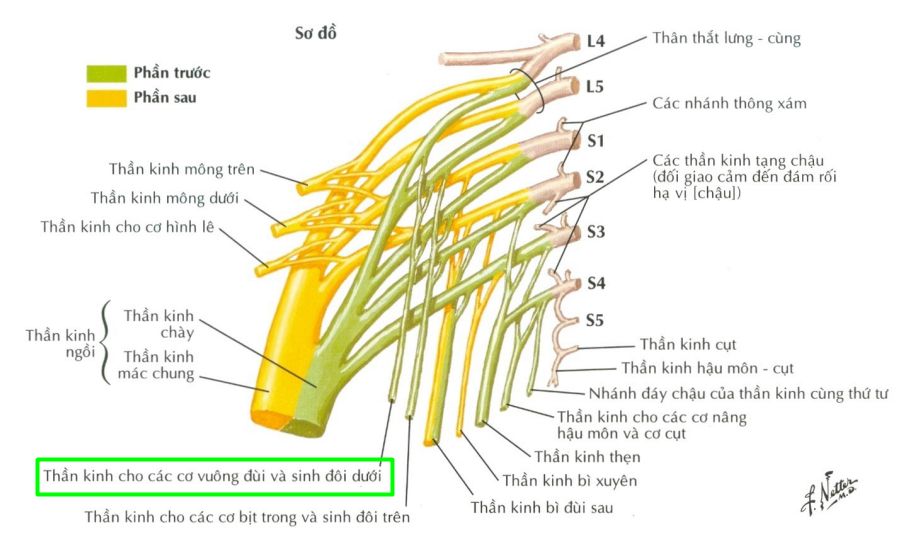 Sơ đồ
Phần trước
Phần sau
L4
L5
S1
S2
S3
S4
S5
Thân thắt lưng - cùng
Các nhánh thông xám
Các thần kinh tạng chậu
(đối giao cảm đến đám rối
hạ vị [chậu])
Thần kinh mông trên
Thần kinh mông dưới
Thần kinh cho cơ hình lê
Thần kinh
ngồi
Thần kinh
chày
Thần kinh
mác chung
Thần kinh cụt
Thần kinh hậu môn - cụt
Nhánh đáy chậu của thần kinh cùng thứ tư
Thần kinh cho các cơ nâng
hậu môn và cơ cụt
Thần kinh thẹn
Thần kinh bì xuyên
Thần kinh bì đùi sau
Thần kinh cho các cơ vuông đùi và sinh đôi dưới
Thần kinh cho các cơ bịt trong và sinh đôi trên
F. Netter
M.D.